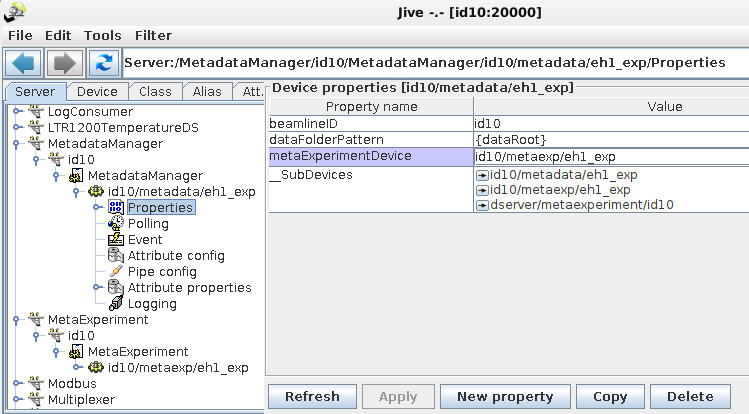 Jive -.- [id10:20000]
File Edit Tools Filter
Server:/MetadataManager/id10/MetadataManager/id10/metadata/eh1_exp/Properties
Server Device Class Alias Att.
LogConsumer
LTR1200TemperatureDS
MetadataManager
id10
MetadataManager
id10/metadata/eh1_exp
Properties
Polling
Event
Attribute config
Pipe config
Attribute properties
Logging
MetaExperiment
id10
MetaExperiment
id10/metaexp/eh1_exp
Modbus
Multiplexer
Device properties [id10/metadata/eh1_exp]
Property name Value
beamlineID id10
dataFolderPattern {dataRoot}
metaExperimentDevice id10/metaexp/eh1_exp
__SubDevices id10/metadata/eh1_exp
id10/metaexp/eh1_exp
dserver/metaexperiment/id10
Refresh Apply New property Copy Delete